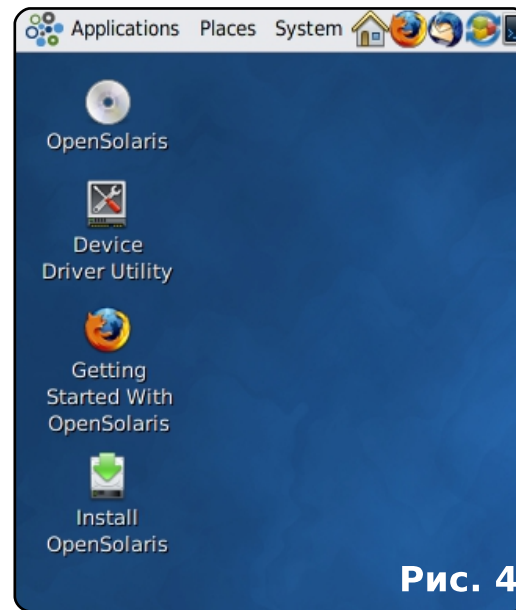 Applications Places System
OpenSolaris
Device
Driver Utility
Getting
Started With
OpenSolaris
Install
OpenSolaris
Рис. 4